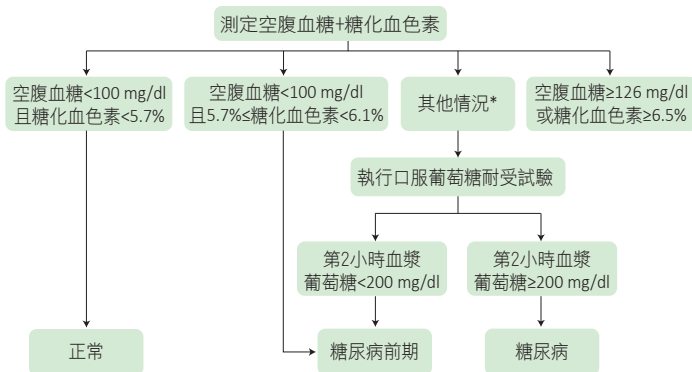 測定空腹血糖+糖化血色素
空腹血糖<100 mg/dl
且糖化血色素<5.7%
空腹血糖<100 mg/dl
且5.7%≤糖化血色素<6.1%
其他情況*
空腹血糖≥126 mg/dl
或糖化血色素≥6.5%
執行口服葡萄糖耐受試驗
第2小時血漿
葡萄糖<200 mg/dl
第2小時血漿
葡萄糖≥200 mg/dl
正常
糖尿病前期
糖尿病